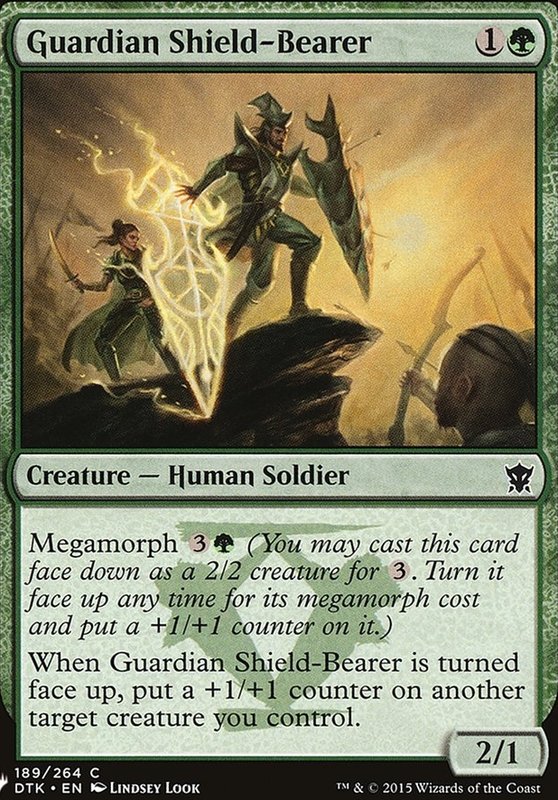 Guardian Shield-Bearer 1
Creature — Human Soldier
Megamorph 3 (You may cast this card
face down as a 2/2 creature for 3. Turn it
face up any time for its megamorph cost
and put a +1/+1 counter on it.)
When Guardian Shield-Bearer is turned
face up, put a +1/+1 counter on another
target creature you control.
2/1
189/264 C
DTK • EN Lindsey Look
™ & © 2015 Wizards of the Coast